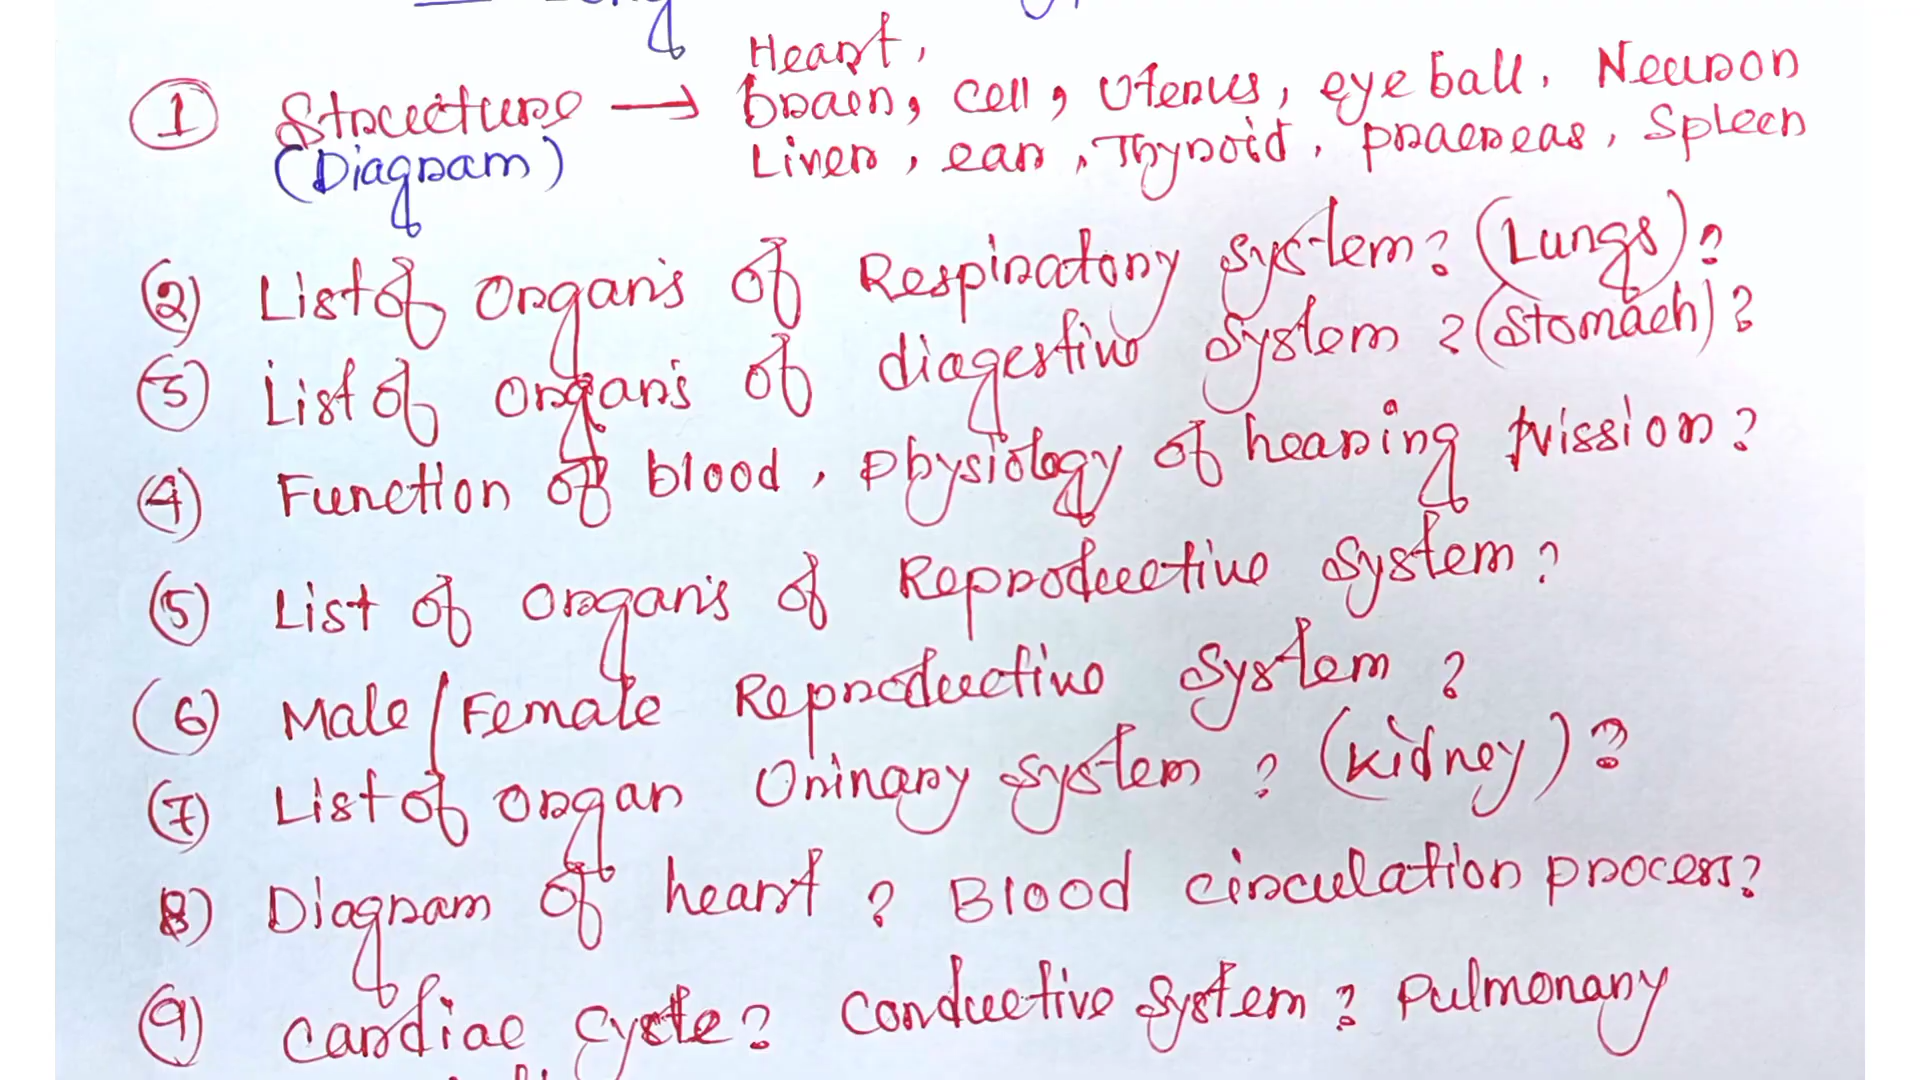 Heart,
① Structure → brain, cell, Uterus, eye ball, Neuron
(Diagram) Liver, ear, Thyroid, pracreas, Spleen
(2) List of Organ's of Respiratory system? (Lungs)?
(3) List of organ's of diagestive system? (Stomach)?
(4) Function of blood, physiology of hearing vission?
(5) List of organ's of Reproductive system?
(6) Male/Female Reproductive system?
(7) List of organ Orinary system? (kidney)?
8) Diagram of heart? Blood circulation process?
(9) cardiac cycle? Conductive system? Pulmonary